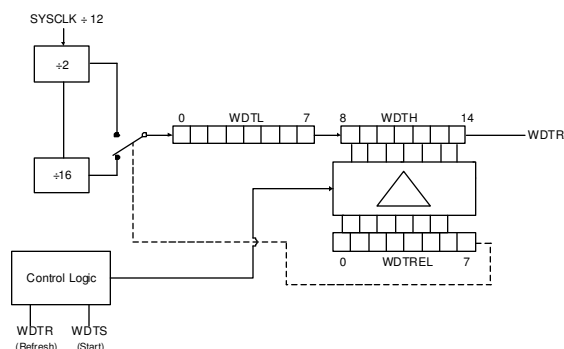 SYSCLK ÷ 12
÷2
0 WDTL 7 8 WDTH 14
WDTR
÷16
0 WDTREL 7
Control Logic
WDTR WDTS
(Refresh) (Start)